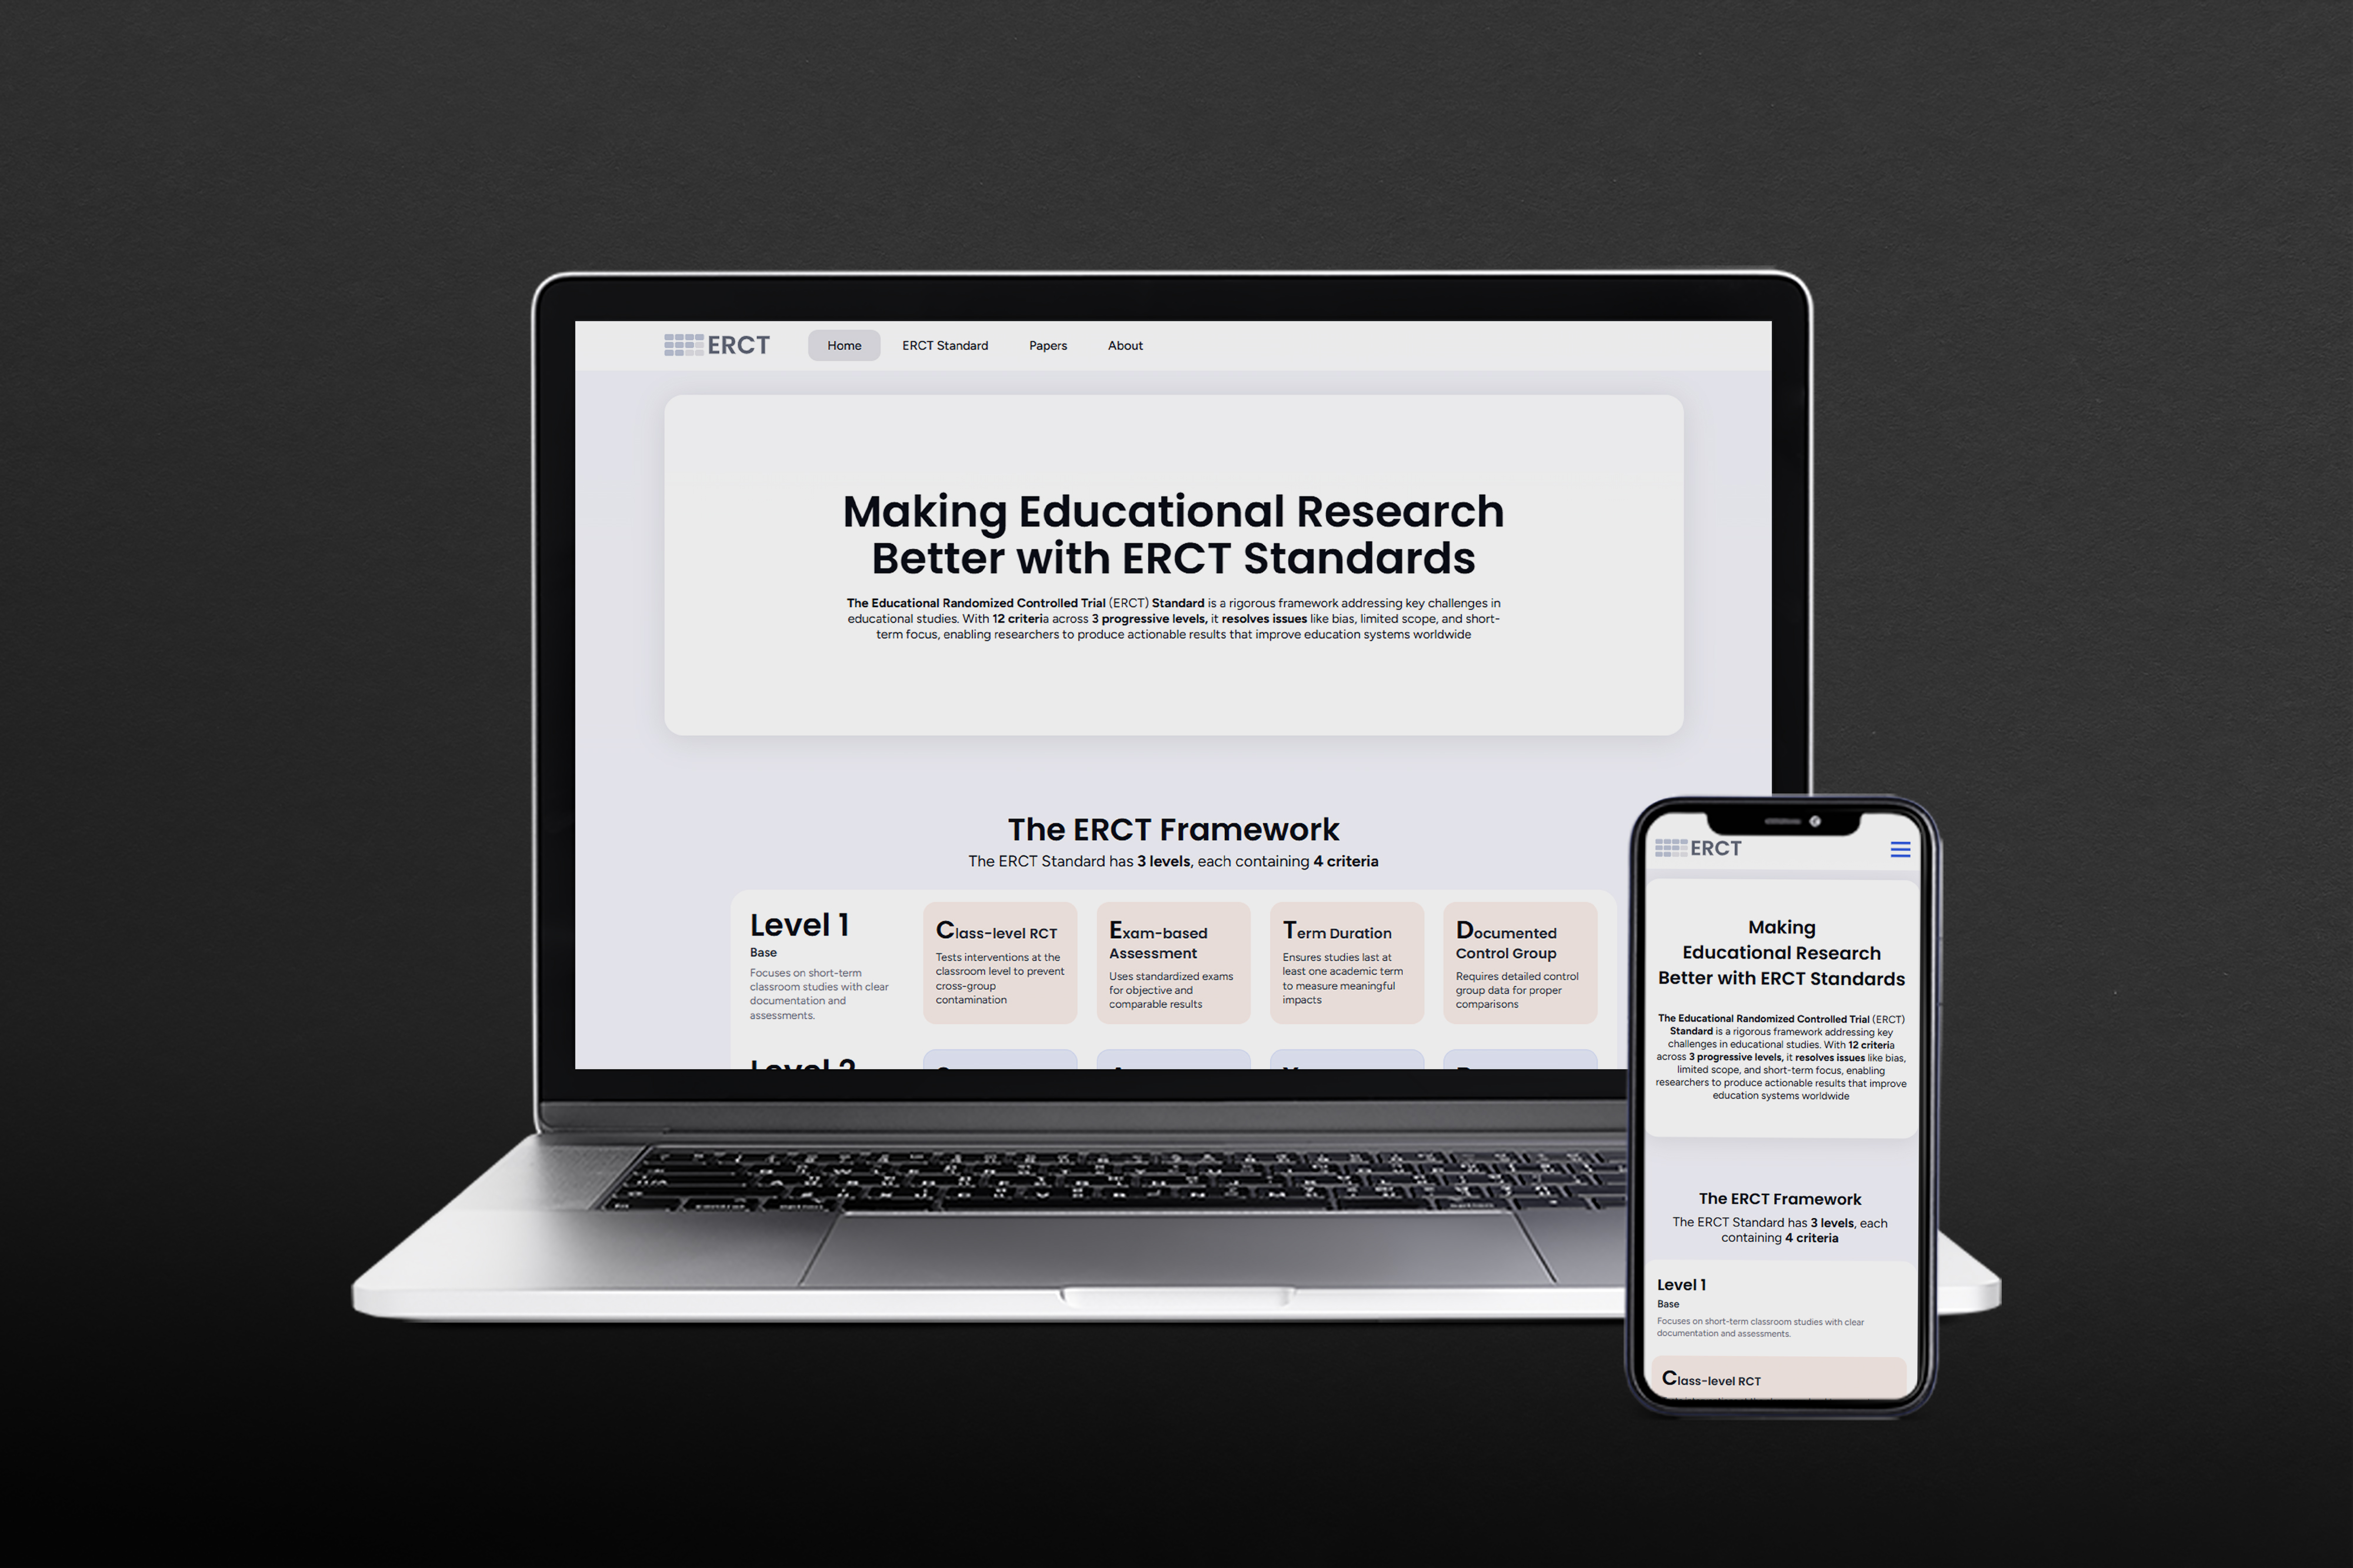 ERCT
Home
ERCT Standard
Papers
About
Making Educational Research
Better with ERCT Standards
The Educational Randomized Controlled Trial (ERCT) Standard is a rigorous framework addressing key challenges in
educational studies. With 12 criteria across 3 progressive levels, it resolves issues like bias, limited scope, and short-
term focus, enabling researchers to produce actionable results that improve education systems worldwide
The ERCT Framework
The ERCT Standard has 3 levels, each containing 4 criteria
Level 1
Base
Focuses on short-term
classroom studies with clear
documentation and
assessments.
Class-level RCT
Tests interventions at the
classroom level to prevent
cross-group
contamination
Exam-based
Assessment
Uses standardized exams
for objective and
comparable results
Term Duration
Ensures studies last at
least one academic term
to measure meaningful
impacts
Documented
Control Group
Requires detailed control
group data for proper
comparisons
Level 2
ERCT
Making
Educational Research
Better with ERCT Standards
The Educational Randomized Controlled Trial (ERCT)
Standard is a rigorous framework addressing key
challenges in educational studies. With 12 criteria
across 3 progressive levels, it resolves issues like bias,
limited scope, and short-term focus, enabling
researchers to produce actionable results that improve
education systems worldwide
The ERCT Framework
The ERCT Standard has 3 levels, each
containing 4 criteria
Level 1
Base
Focuses on short-term classroom studies with clear
documentation and assessments.
Class-level RCT